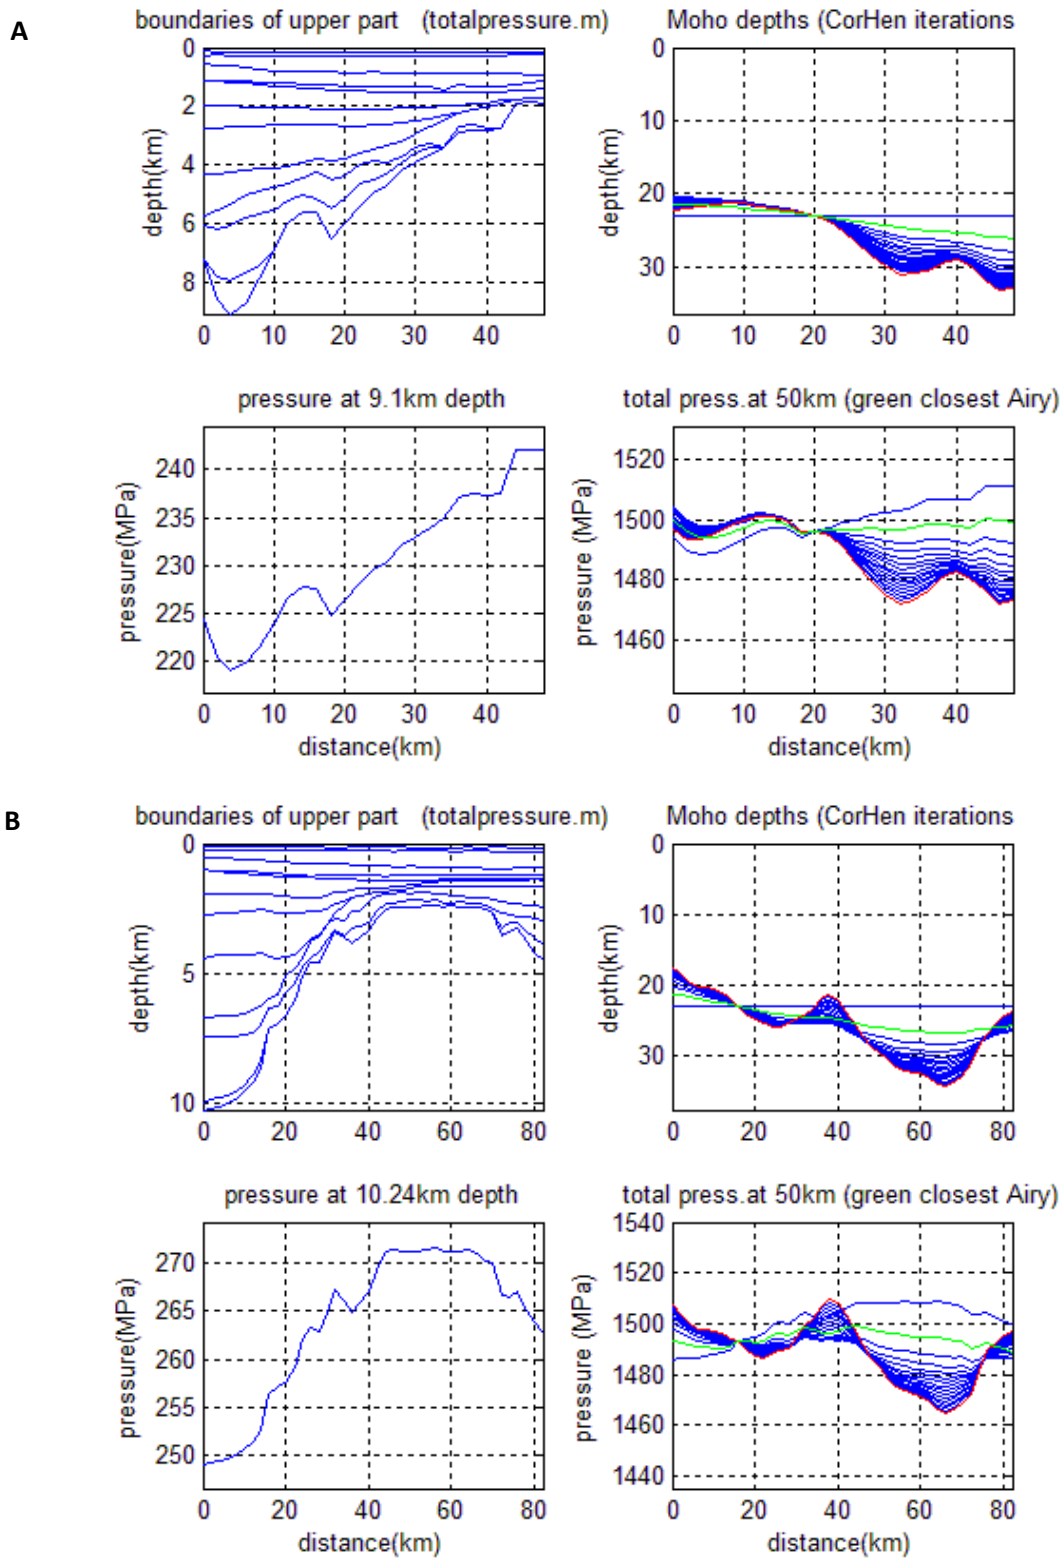 A
boundaries of upper part (totalpressure.m)
0
2
4
6
8
depth(km)
0 10 20 30 40
Moho depths (CorHen iterations
0
10
20
30
depth(km)
0 10 20 30 40
pressure at 9.1km depth
240
235
230
225
220
pressure(MPa)
0 10 20 30 40
distance(km)
total press.at 50km (green closest Airy)
1520
1500
1480
1460
pressure (MPa)
0 10 20 30 40
distance(km)
B
boundaries of upper part (totalpressure.m)
0
5
10
depth(km)
0 20 40 60 80
Moho depths (CorHen iterations
0
10
20
30
depth(km)
0 20 40 60 80
pressure at 10.24km depth
270
265
260
255
250
pressure(MPa)
0 20 40 60 80
distance(km)
total press.at 50km (green closest Airy)
1540
1520
1500
1480
1460
1440
pressure (MPa)
0 20 40 60 80
distance(km)